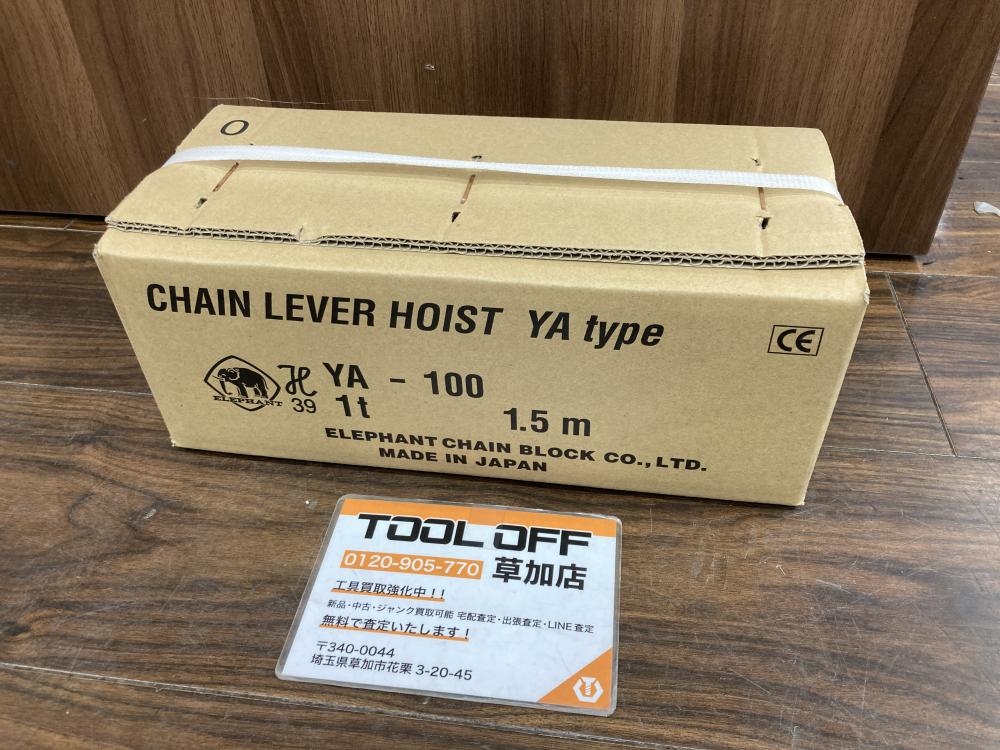 O
CHAIN LEVER HOIST YA type
CE
ELEPHANT
H YA - 100
39 1t 1.5 m
ELEPHANT CHAIN BLOCK CO.,LTD.
MADE IN JAPAN
TOOL OFF
0120-905-770 草加店
工具買取強化中!!
新品・中古・ジャンク買取可能 宅配査定・出張査定・LINE査定
無料で査定いたします!
〒340-0044
埼玉県草加市花栗 3-20-45